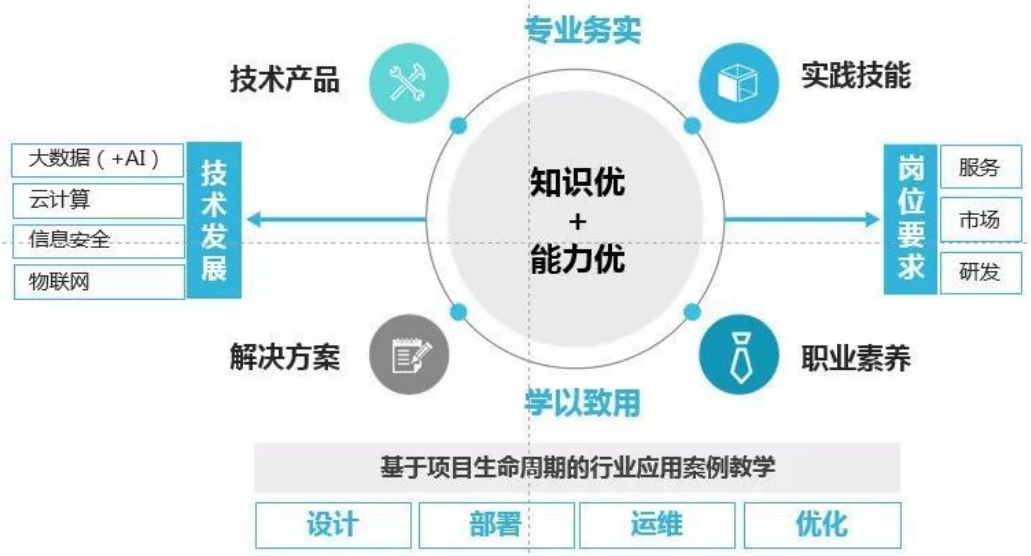 专业务实
技术产品
实践技能
大数据（+AI）
云计算
信息安全
物联网
技术发展
知识优
+
能力优
岗位要求
服务
市场
研发
解决方案
职业素养
学以致用
基于项目生命周期的行业应用案例教学
设计
部署
运维
优化